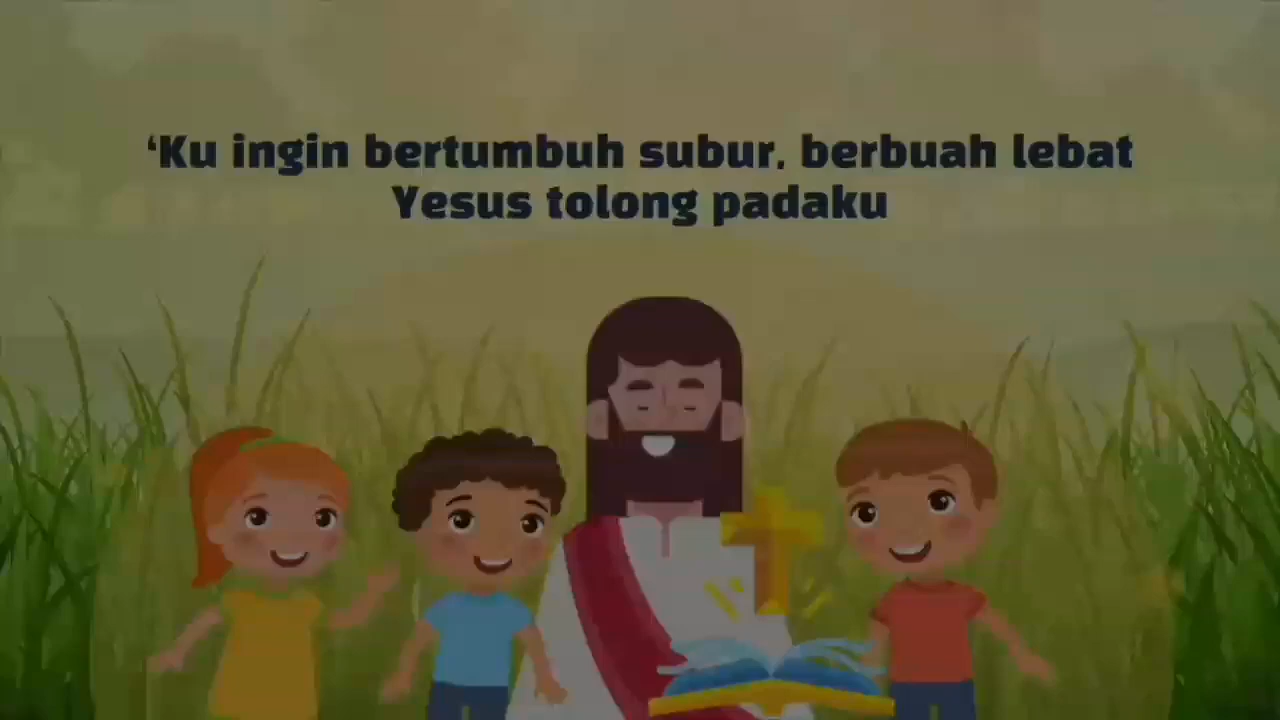 ‘Ku ingin bertumbuh subur, berbuah lebat
Yesus tolong padaku